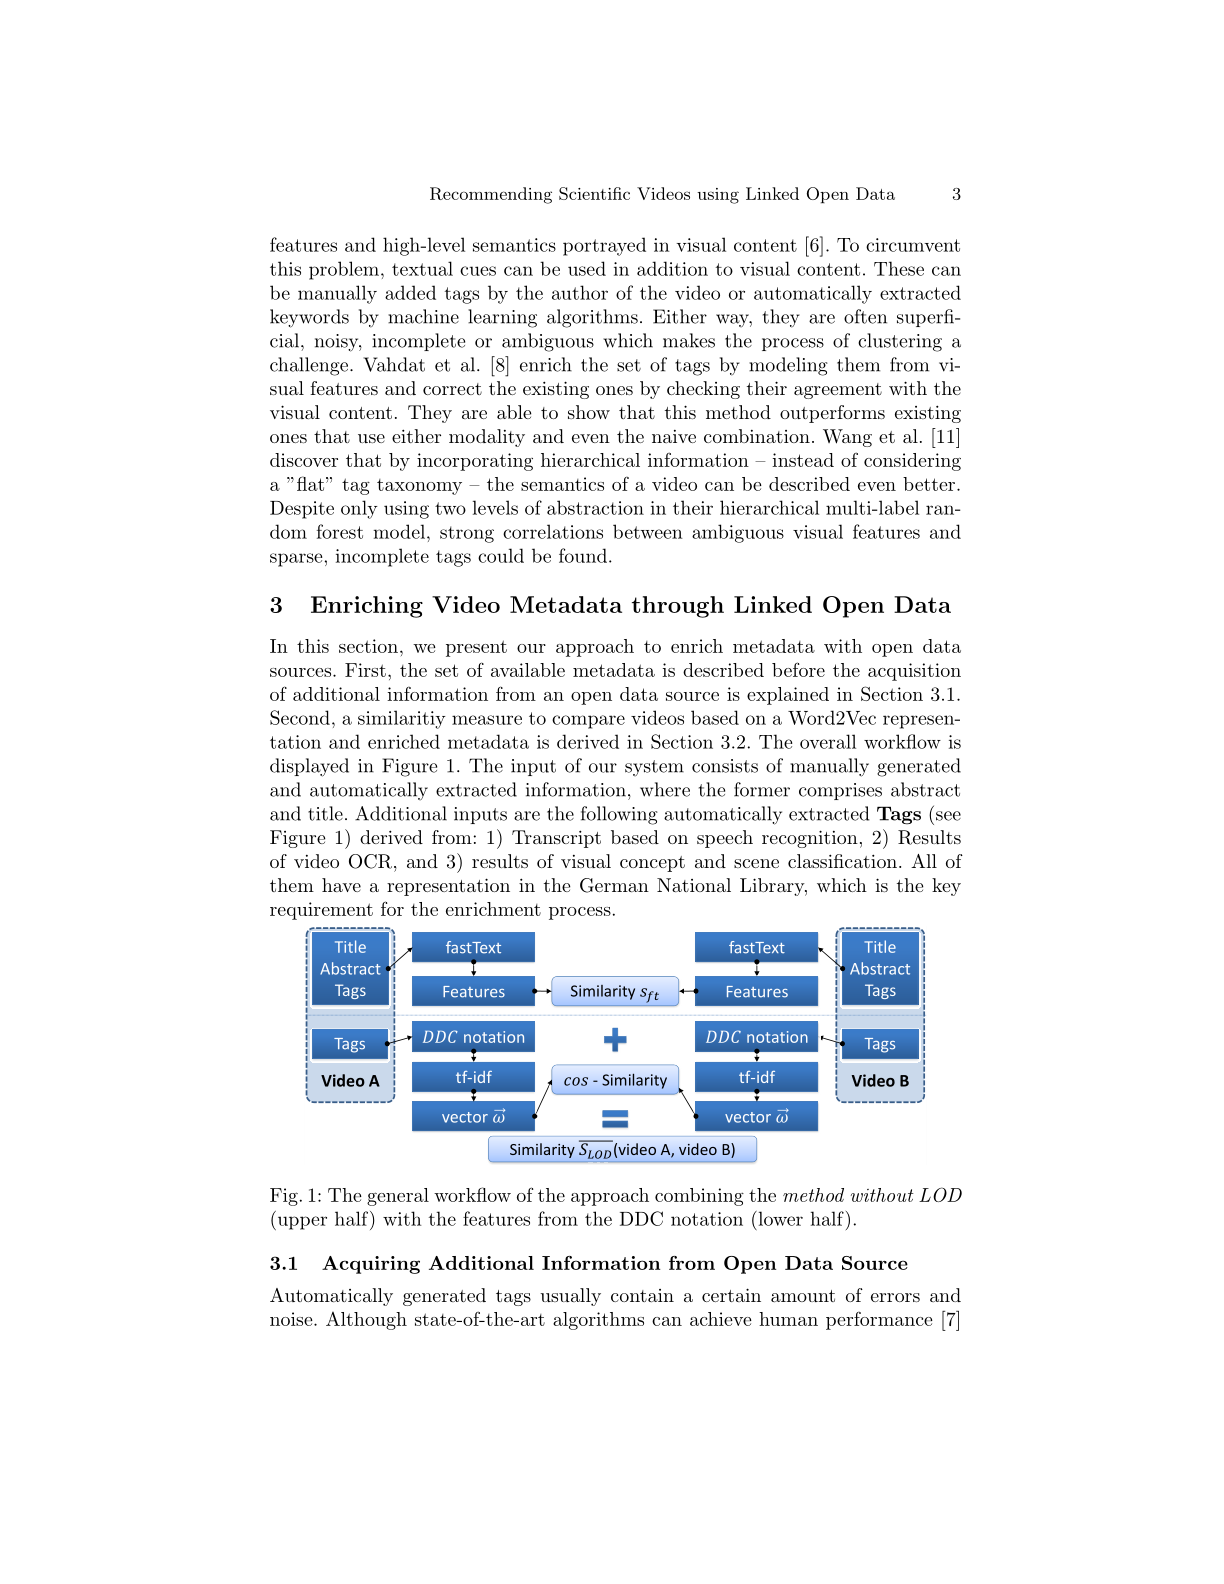 Recommending Scientific Videos using Linked Open Data 3
features and high-level semantics portrayed in visual content [6]. To circumvent
this problem, textual cues can be used in addition to visual content. These can
be manually added tags by the author of the video or automatically extracted
keywords by machine learning algorithms. Either way, they are often superfi-
cial, noisy, incomplete or ambiguous which makes the process of clustering a
challenge. Vahdat et al. [8] enrich the set of tags by modeling them from vi-
sual features and correct the existing ones by checking their agreement with the
visual content. They are able to show that this method outperforms existing
ones that use either modality and even the naive combination. Wang et al. [11]
discover that by incorporating hierarchical information – instead of considering
a ”flat” tag taxonomy – the semantics of a video can be described even better.
Despite only using two levels of abstraction in their hierarchical multi-label ran-
dom forest model, strong correlations between ambiguous visual features and
sparse, incomplete tags could be found.
3 Enriching Video Metadata through Linked Open Data
In this section, we present our approach to enrich metadata with open data
sources. First, the set of available metadata is described before the acquisition
of additional information from an open data source is explained in Section 3.1.
Second, a similaritiy measure to compare videos based on a Word2Vec represen-
tation and enriched metadata is derived in Section 3.2. The overall workflow is
displayed in Figure 1. The input of our system consists of manually generated
and automatically extracted information, where the former comprises abstract
and title. Additional inputs are the following automatically extracted Tags (see
Figure 1) derived from: 1) Transcript based on speech recognition, 2) Results
of video OCR, and 3) results of visual concept and scene classification. All of
them have a representation in the German National Library, which is the key
requirement for the enrichment process.
Title
Abstract
Tags
fastText
Features
Similarity s_ft
fastText
Features
Title
Abstract
Tags
Tags
Video A
DDC notation
tf-idf
vector ω⃗
+
cos - Similarity
=
DDC notation
tf-idf
vector ω⃗
Tags
Video B
Similarity S̅_LOD(video A, video B)
Fig. 1: The general workflow of the approach combining the method without LOD
(upper half) with the features from the DDC notation (lower half).
3.1 Acquiring Additional Information from Open Data Source
Automatically generated tags usually contain a certain amount of errors and
noise. Although state-of-the-art algorithms can achieve human performance [7]